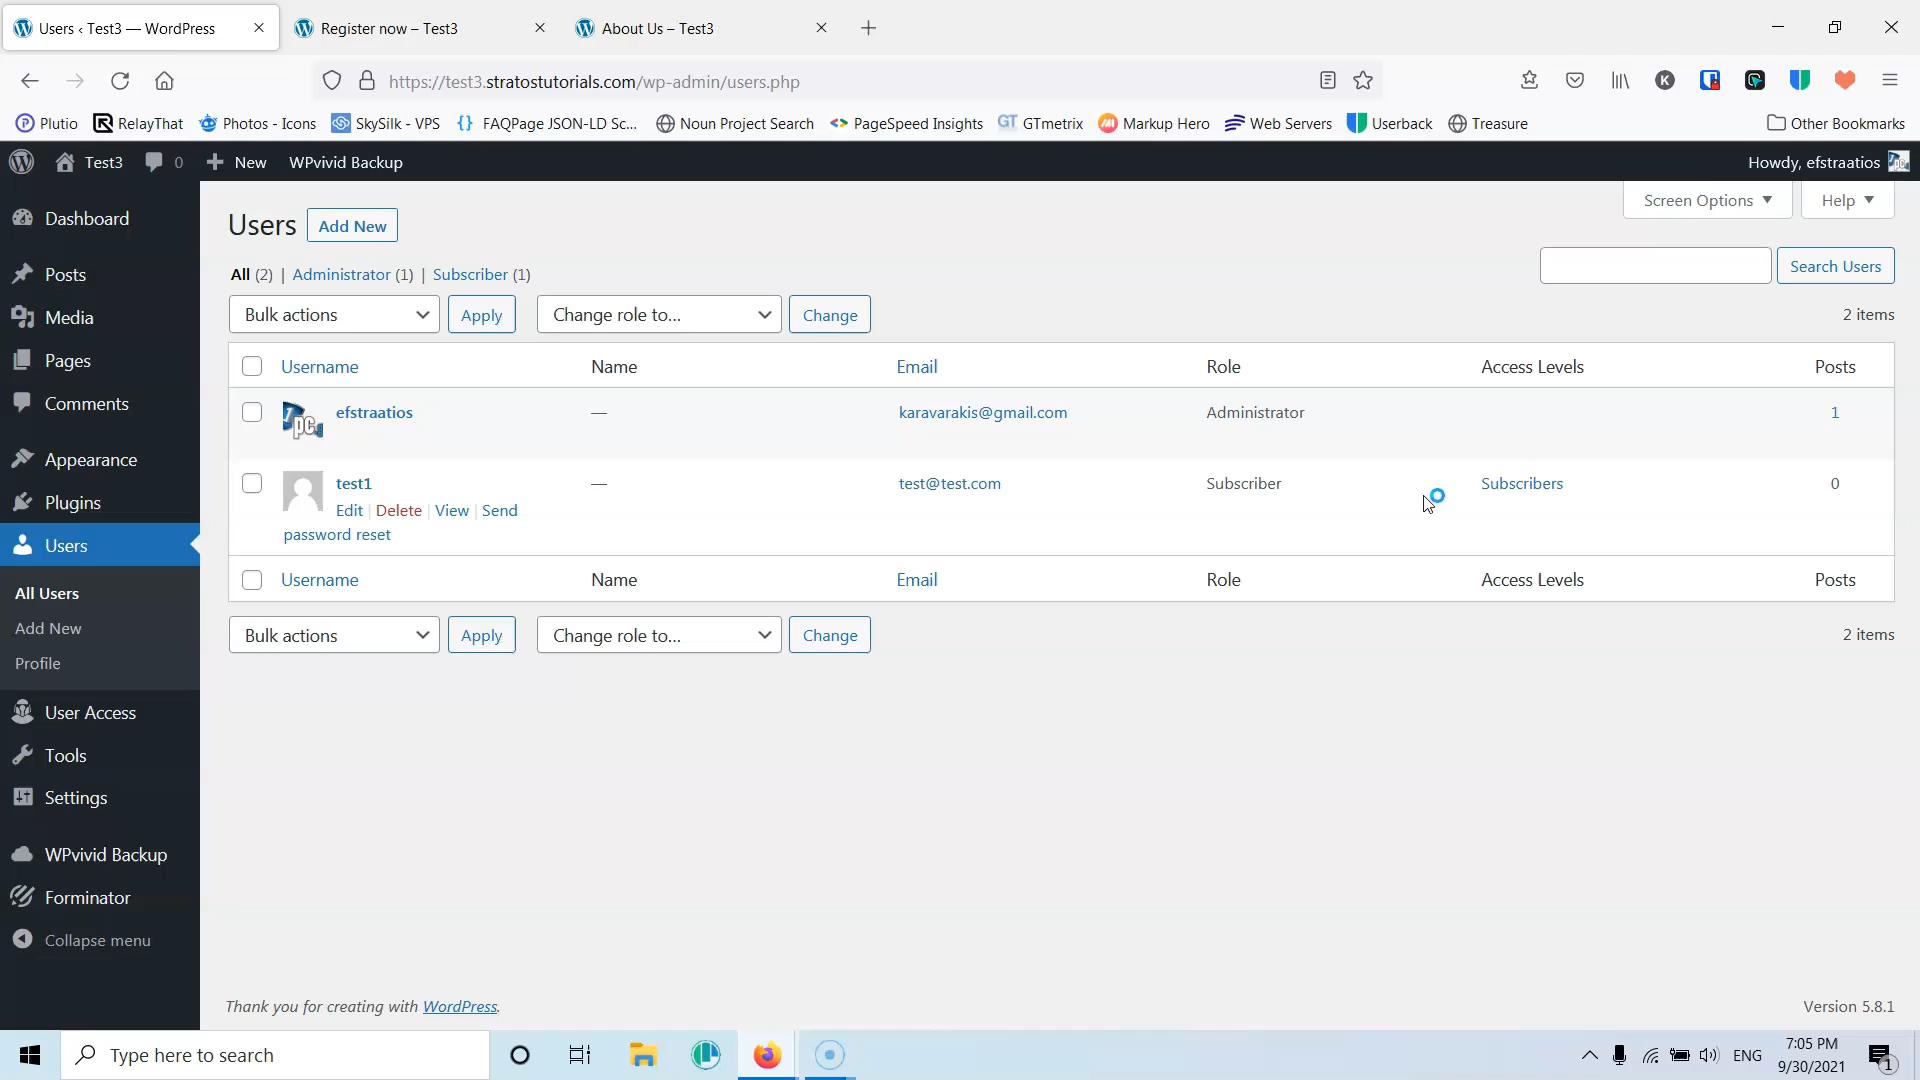 Users ‹ Test3 — WordPress
Register now – Test3
About Us – Test3
https://test3.stratostutorials.com/wp-admin/users.php
Plutio
RelayThat
Photos - Icons
SkySilk - VPS
FAQPage JSON-LD Sc...
Noun Project Search
PageSpeed Insights
GTmetrix
Markup Hero
Web Servers
Userback
Treasure
Other Bookmarks
Test3
0
New
WPvivid Backup
Howdy, efstraatios
Dashboard
Posts
Media
Pages
Comments
Appearance
Plugins
Users
All Users
Add New
Profile
User Access
Tools
Settings
WPvivid Backup
Forminator
Collapse menu
Screen Options
Help
Users
Add New
All (2) | Administrator (1) | Subscriber (1)
Search Users
Bulk actions
Apply
Change role to...
Change
2 items
Username Name Email Role Access Levels Posts
efstraatios — karavarakis@gmail.com Administrator 1
test1 — test@test.com Subscriber Subscribers 0
Edit | Delete | View | Send
password reset
Username Name Email Role Access Levels Posts
Bulk actions
Apply
Change role to...
Change
2 items
Thank you for creating with WordPress.
Version 5.8.1
Type here to search
ENG
7:05 PM
9/30/2021
1